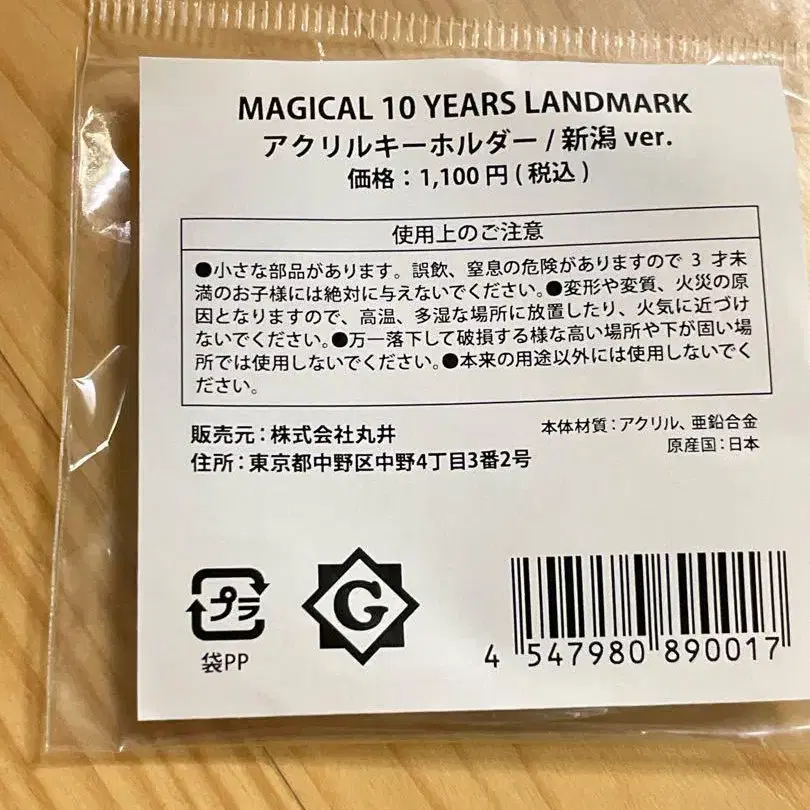 MAGICAL 10 YEARS LANDMARK
アクリルキーホルダー / 新潟 ver.
価格：1,100 円 ( 税込 )
使用上のご注意
●小さな部品があります。誤飲、窒息の危険がありますので 3 才未
満のお子様には絶対に与えないでください。●変形や変質、火災の原
因となりますので、高温、多湿な場所に放置したり、火気に近づけ
ないでください。●万一落下して破損する様な高い場所や下が固い場
所では使用しないでください。●本来の用途以外には使用しないでく
ださい。
販売元：株式会社丸井
住所：東京都中野区中野4丁目3番2号
本体材質：アクリル、亜鉛合金
原産国：日本
プラ
袋PP
G
4 547980 890017